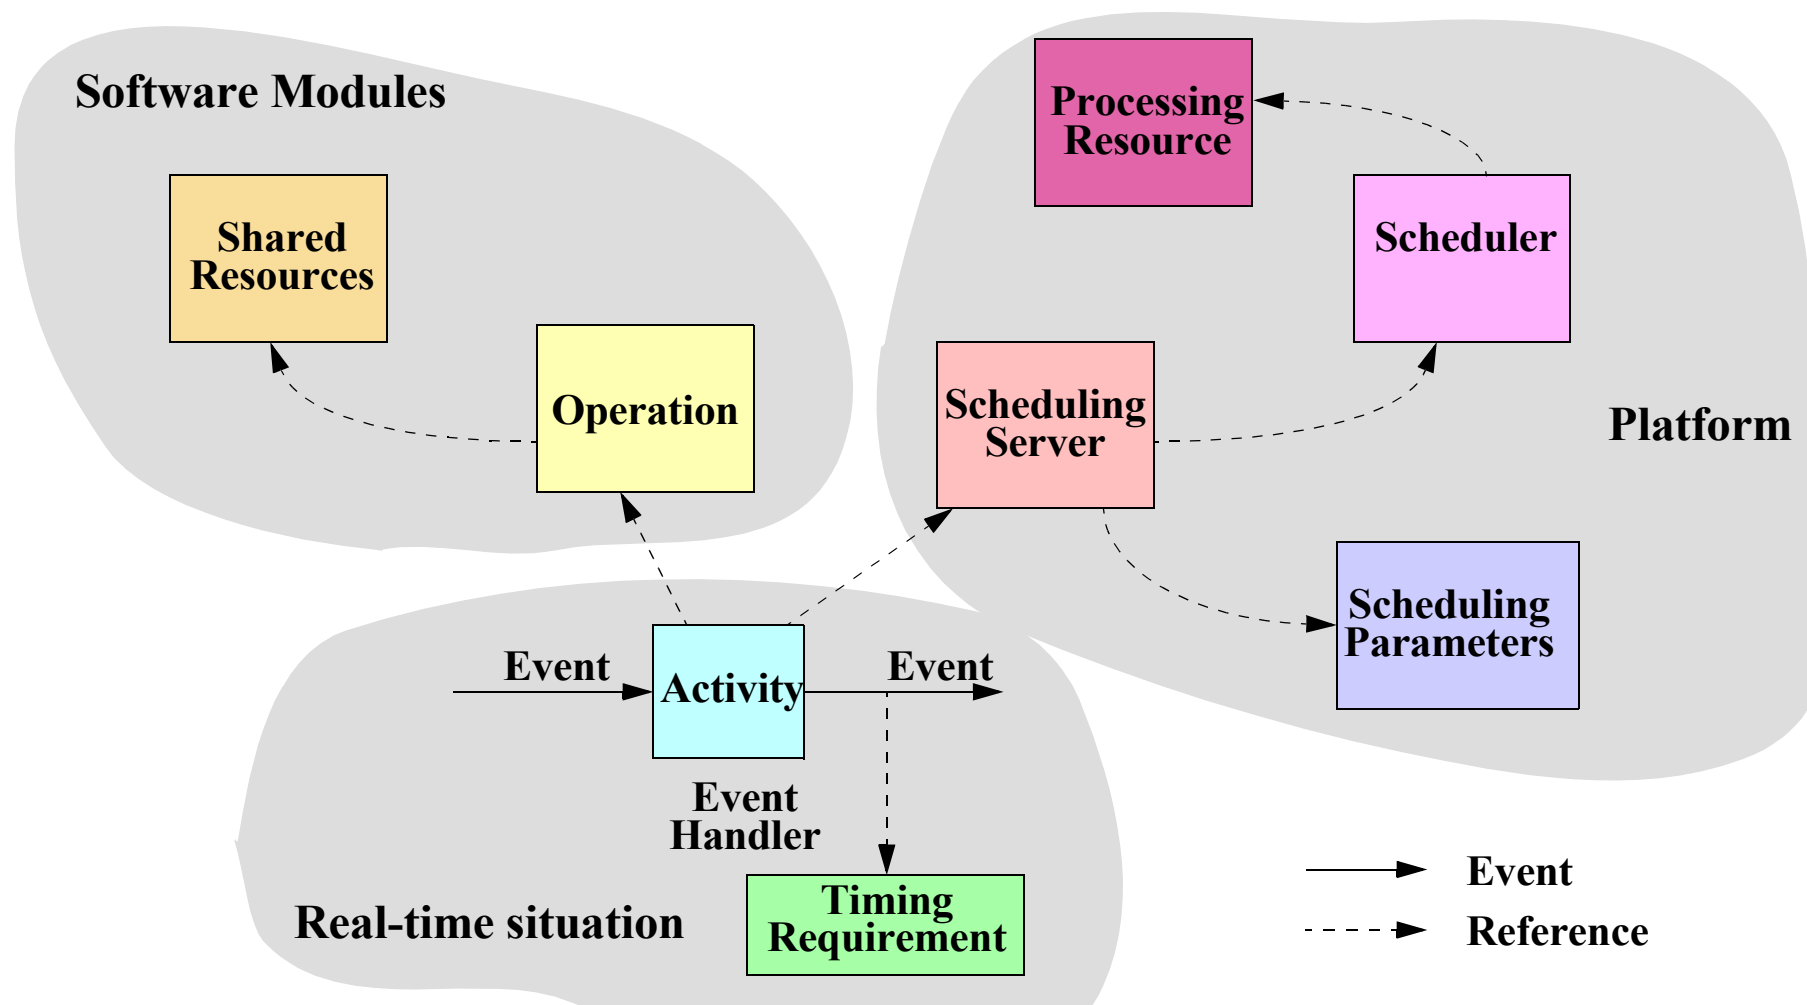 Software Modules
Shared
Resources
Operation
Processing
Resource
Scheduler
Scheduling
Server
Platform
Scheduling
Parameters
Event
Activity
Event
Event
Handler
Timing
Requirement
Real-time situation
Event
Reference